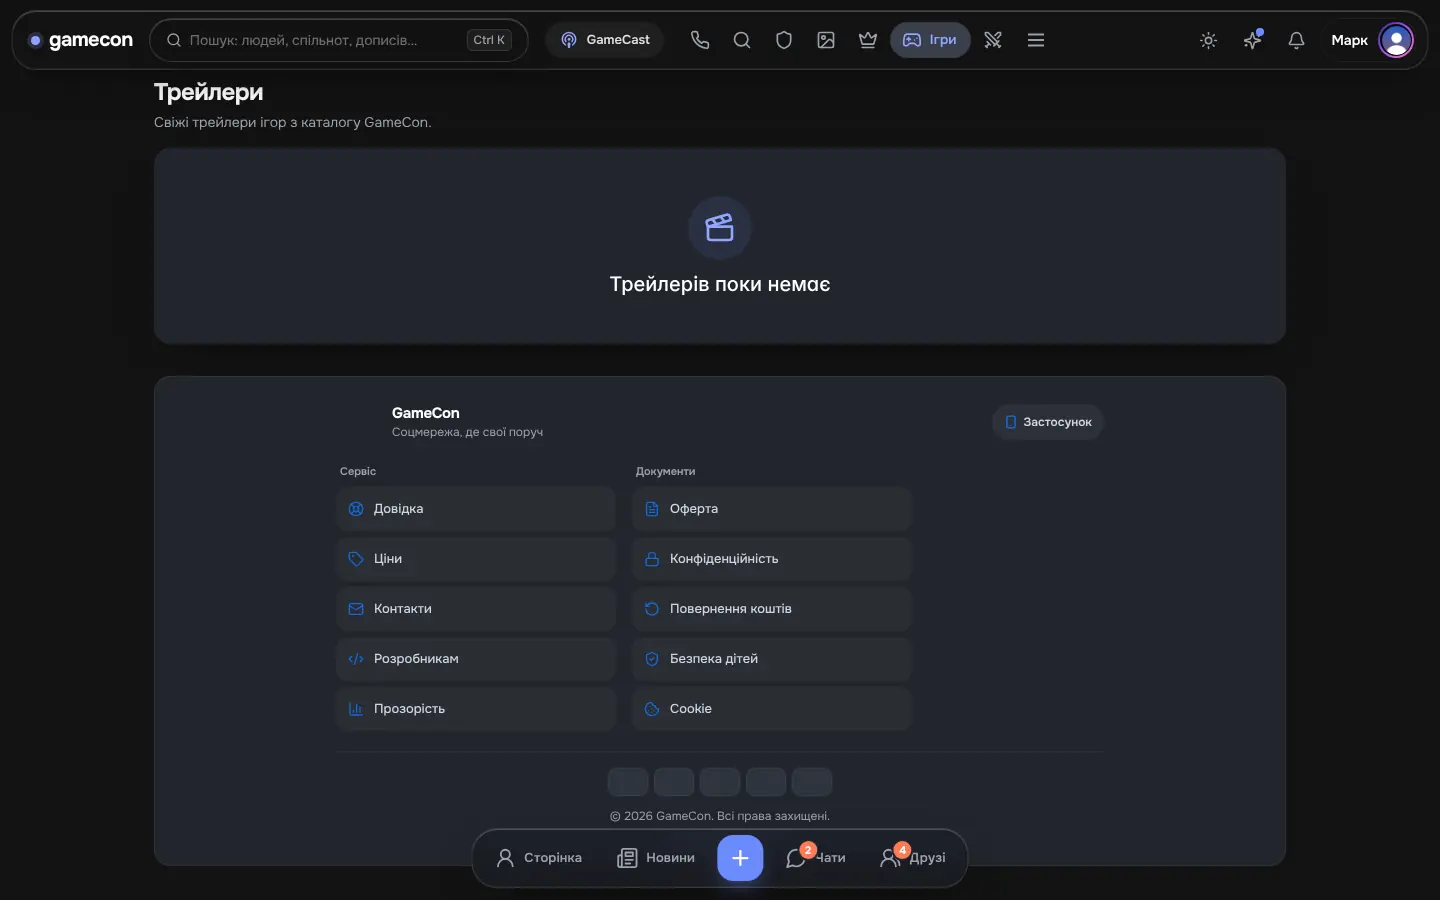 gamecon
Пошук: людей, спільнот, дописів...
Ctrl K
GameCast
Ігри
Марк
Трейлери
Свіжі трейлери ігор з каталогу GameCon.
Трейлерів поки немає
GameCon
Соцмережа, де свої поруч
Застосунок
Сервіс
Документи
Довідка
Оферта
Ціни
Конфіденційність
Контакти
Повернення коштів
Розробникам
Безпека дітей
Прозорість
Cookie
© 2026 GameCon. Всі права захищені.
Сторінка
Новини
2
Чати
4
Друзі